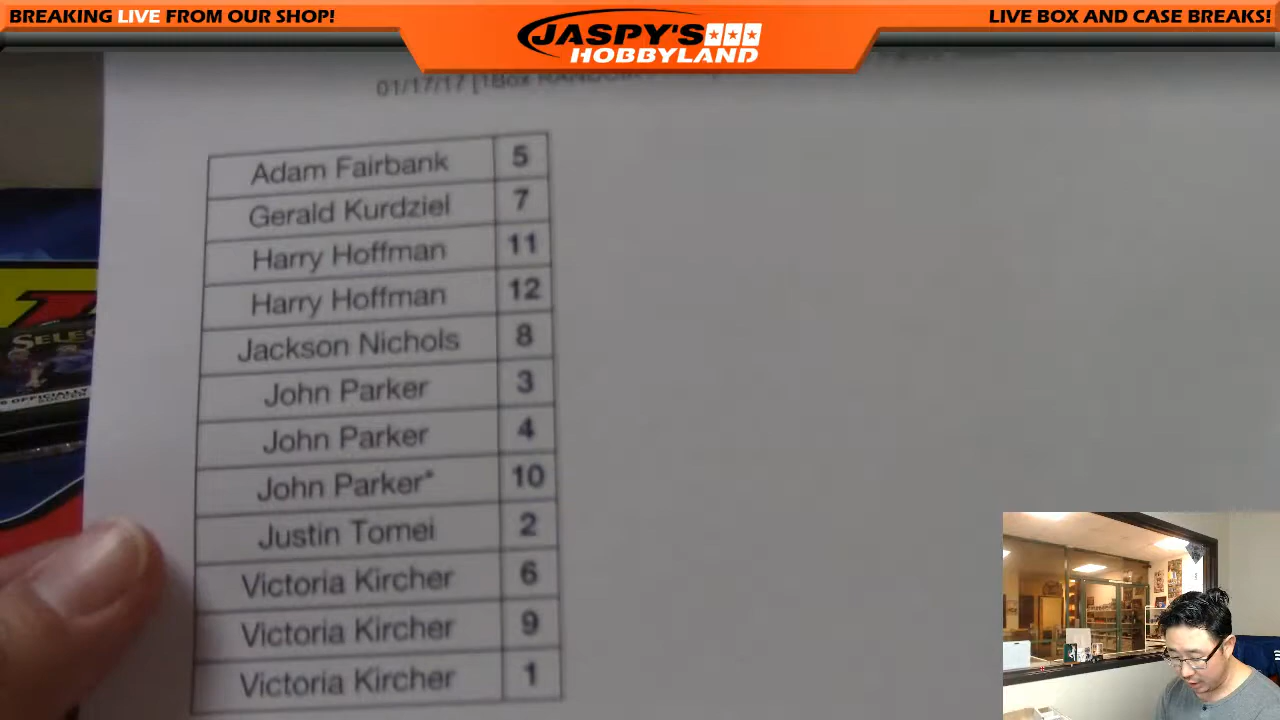 BREAKING LIVE FROM OUR SHOP!
JASPY'S
HOBBYLAND
LIVE BOX AND CASE BREAKS!
01/17/17 [1Box
Adam Fairbank 5
Gerald Kurdziel 7
Harry Hoffman 11
Harry Hoffman 12
Jackson Nichols 8
John Parker 3
John Parker 4
John Parker* 10
Justin Tomei 2
Victoria Kircher 6
Victoria Kircher 9
Victoria Kircher 1